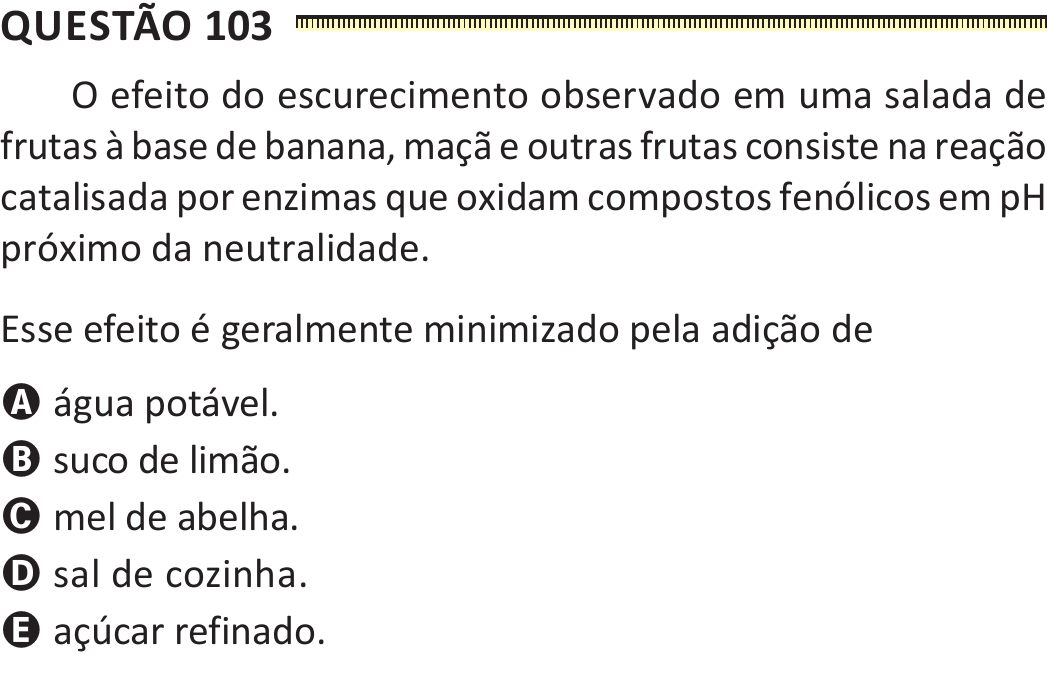 QUESTÃO 103
O efeito do escurecimento observado em uma salada de
frutas à base de banana, maçã e outras frutas consiste na reação
catalisada por enzimas que oxidam compostos fenólicos em pH
próximo da neutralidade.
Esse efeito é geralmente minimizado pela adição de
A água potável.
B suco de limão.
C mel de abelha.
D sal de cozinha.
E açúcar refinado.